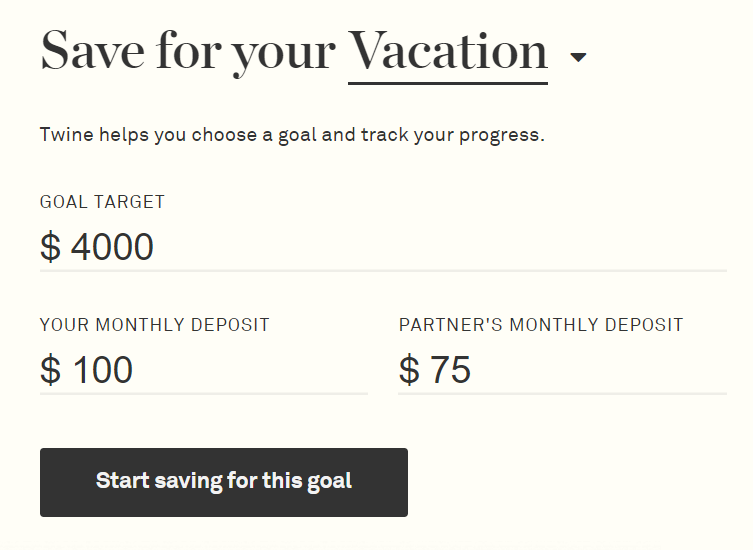 Save for your Vacation
Twine helps you choose a goal and track your progress.
GOAL TARGET
$ 4000
YOUR MONTHLY DEPOSIT PARTNER'S MONTHLY DEPOSIT
$ 100 $ 75
Start saving for this goal